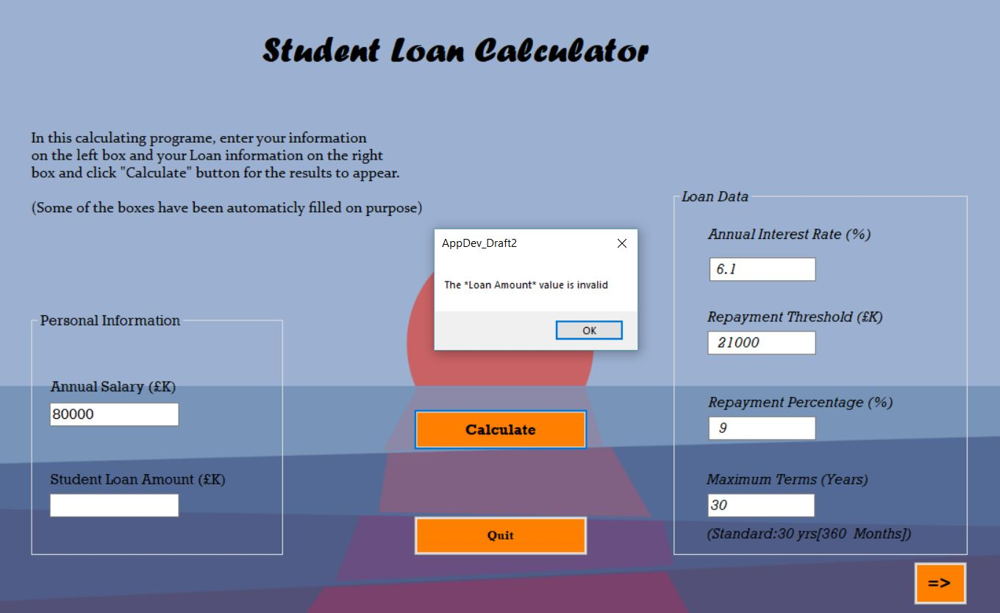 Student Loan Calculator
In this calculating programe, enter your information
on the left box and your Loan information on the right
box and click "Calculate" button for the results to appear.
(Some of the boxes have been automaticly filled on purpose)
AppDev_Draft2
The *Loan Amount* value is invalid
OK
Personal Information
Annual Salary (£K)
80000
Student Loan Amount (£K)
Calculate
Quit
Loan Data
Annual Interest Rate (%)
6.1
Repayment Threshold (£K)
21000
Repayment Percentage (%)
9
Maximum Terms (Years)
30
(Standard:30 yrs[360 Months])
=>